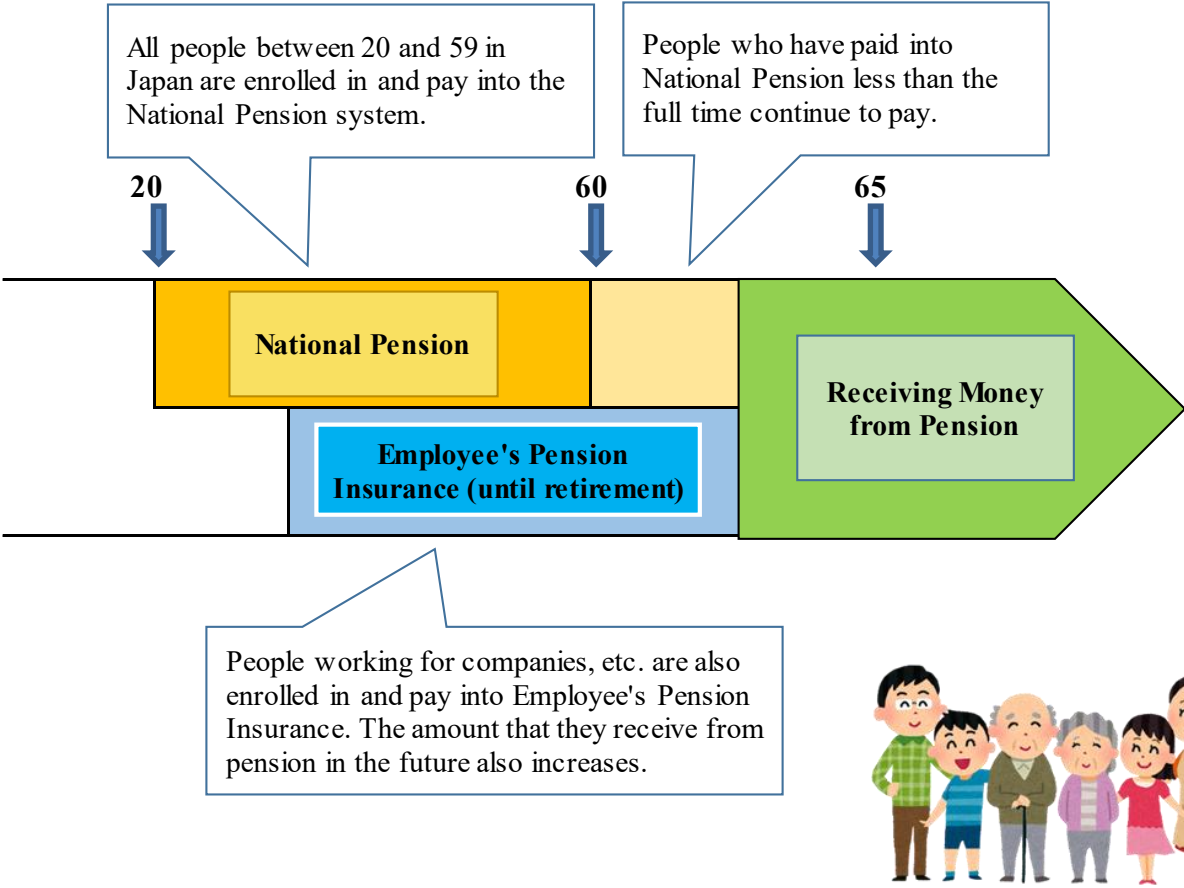 All people between 20 and 59 in
Japan are enrolled in and pay into the
National Pension system.
People who have paid into
National Pension less than the
full time continue to pay.
20
60
65
National Pension
Employee's Pension
Insurance (until retirement)
Receiving Money
from Pension
People working for companies, etc. are also
enrolled in and pay into Employee's Pension
Insurance. The amount that they receive from
pension in the future also increases.